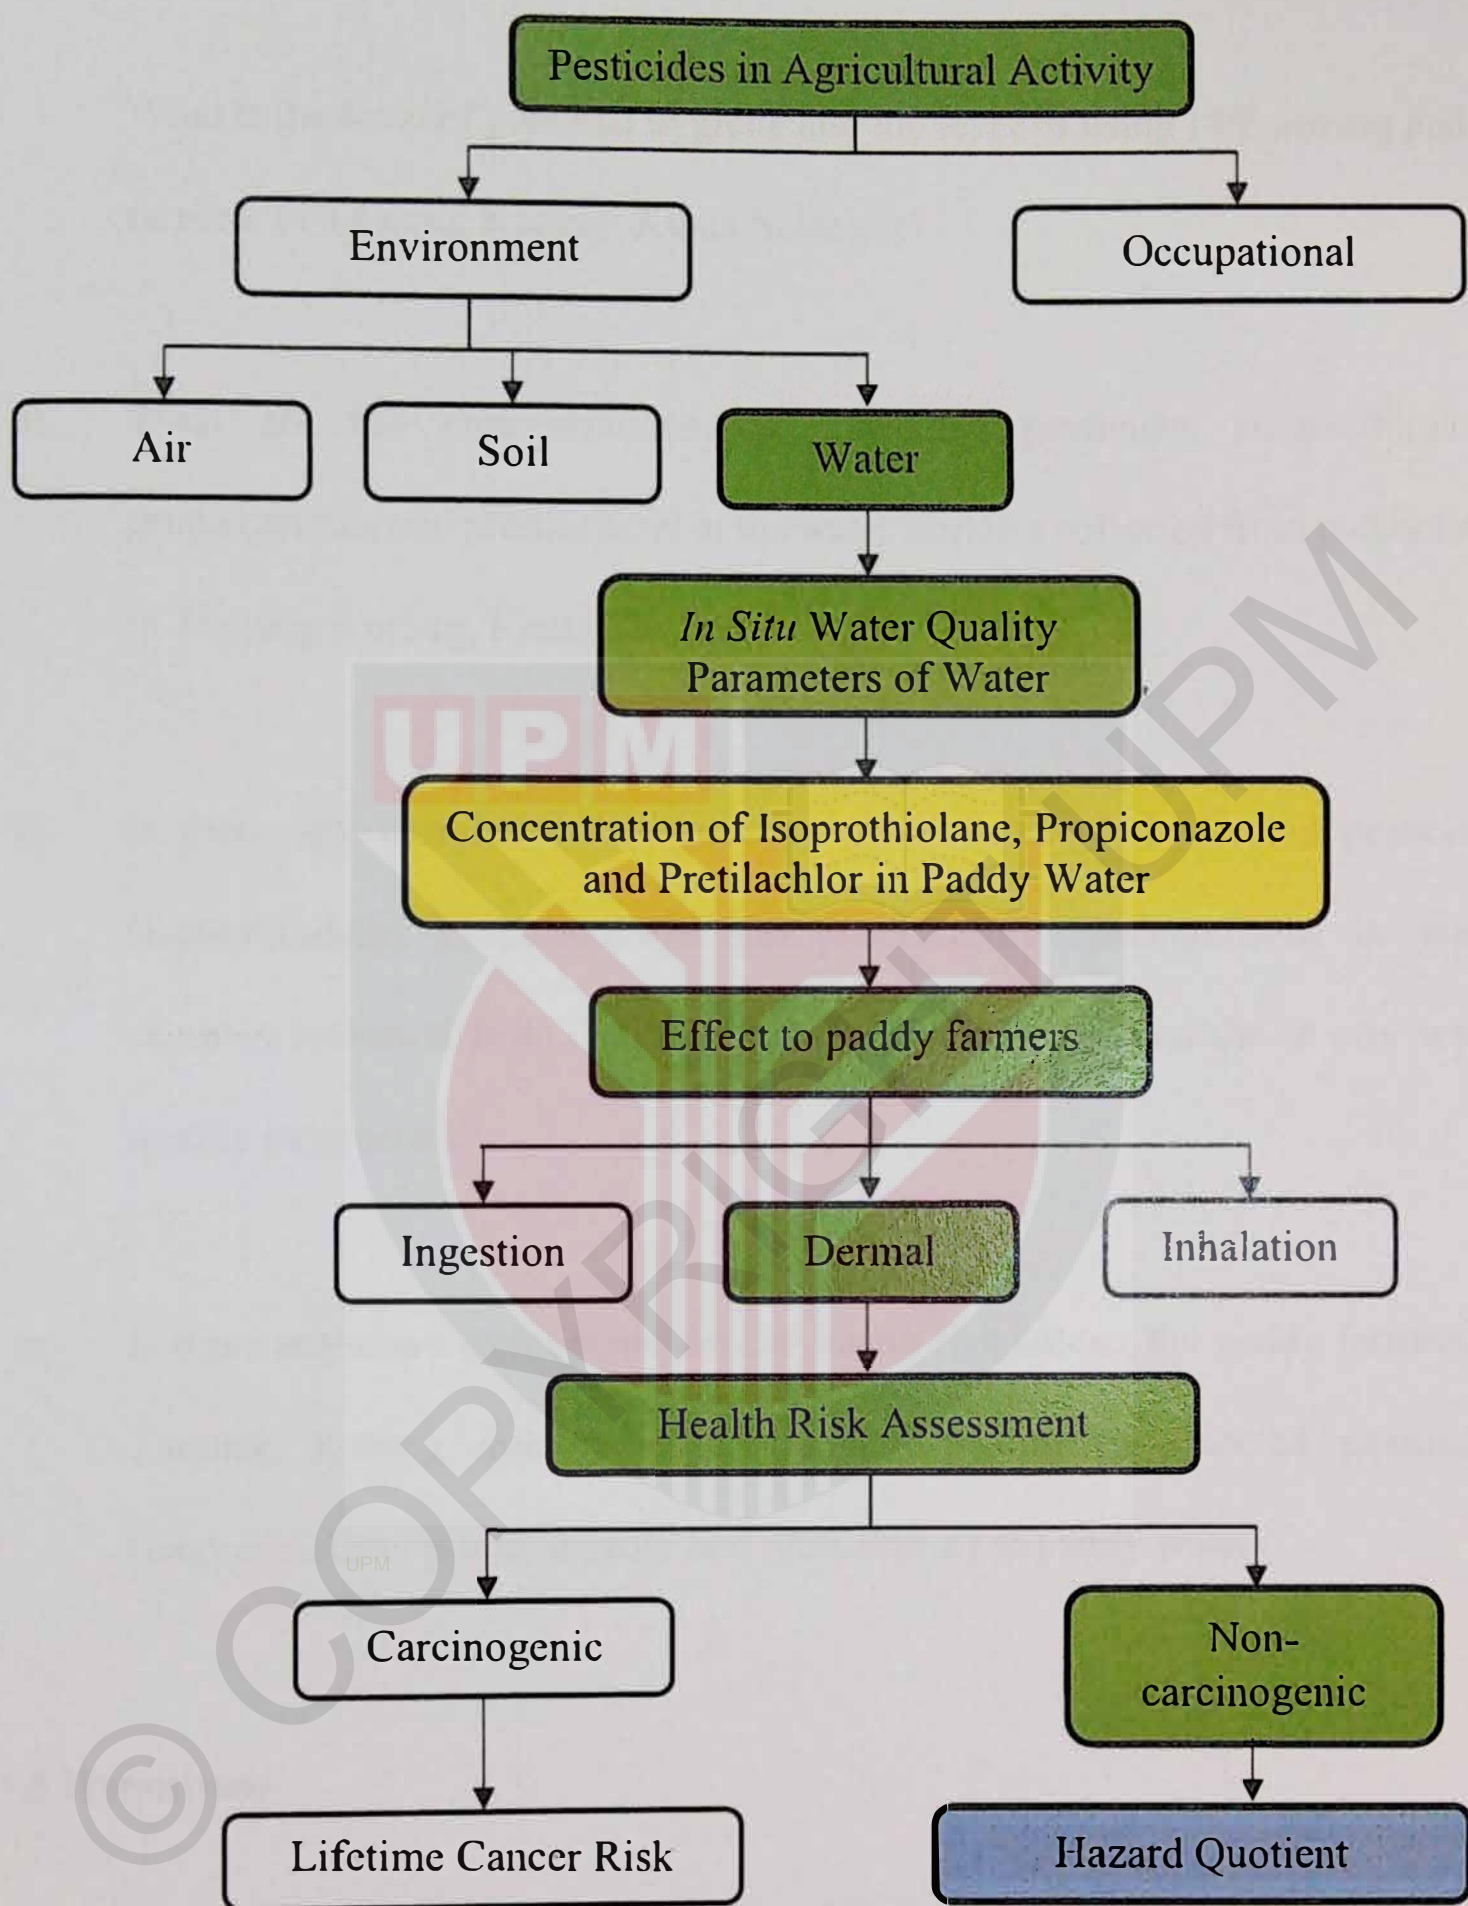 Pesticides in Agricultural Activity
Environment
Occupational
Air
Soil
Water
In Situ Water Quality
Parameters of Water
UPM
Concentration of Isoprothiolane, Propiconazole
and Pretilachlor in Paddy Water
Effect to paddy farmers
Ingestion
Dermal
Inhalation
Health Risk Assessment
UPM
Carcinogenic
Non-
carcinogenic
Lifetime Cancer Risk
Hazard Quotient
© COPYRIGHT UPM